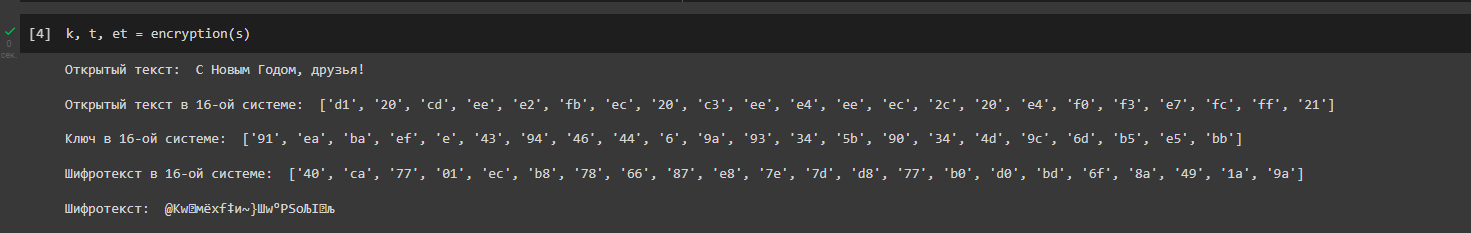 [4] k, t, et = encryption(s)
0
сек.
Открытый текст:  С Новым Годом, друзья!
Открытый текст в 16-ой системе:  ['d1', '20', 'cd', 'ee', 'e2', 'fb', 'ec', '20', 'c3', 'ee', 'e4', 'ee', 'ec', '2c', '20', 'e4', 'f0', 'f3', 'e7', 'fc', 'ff', '21']
Ключ в 16-ой системе:  ['91', 'ea', 'ba', 'ef', 'e', '43', '94', '46', '44', '6', '9a', '93', '34', '5b', '90', '34', '4d', '9c', '6d', 'b5', 'e5', 'bb']
Шифротекст в 16-ой системе:  ['40', 'ca', '77', '01', 'ec', 'b8', '78', '66', '87', 'e8', '7e', '7d', 'd8', '77', 'b0', 'd0', 'bd', '6f', '8a', '49', '1a', '9a']
Шифротекст:  @Кw мёxf‡и~}Шw°РЅoЉI љ